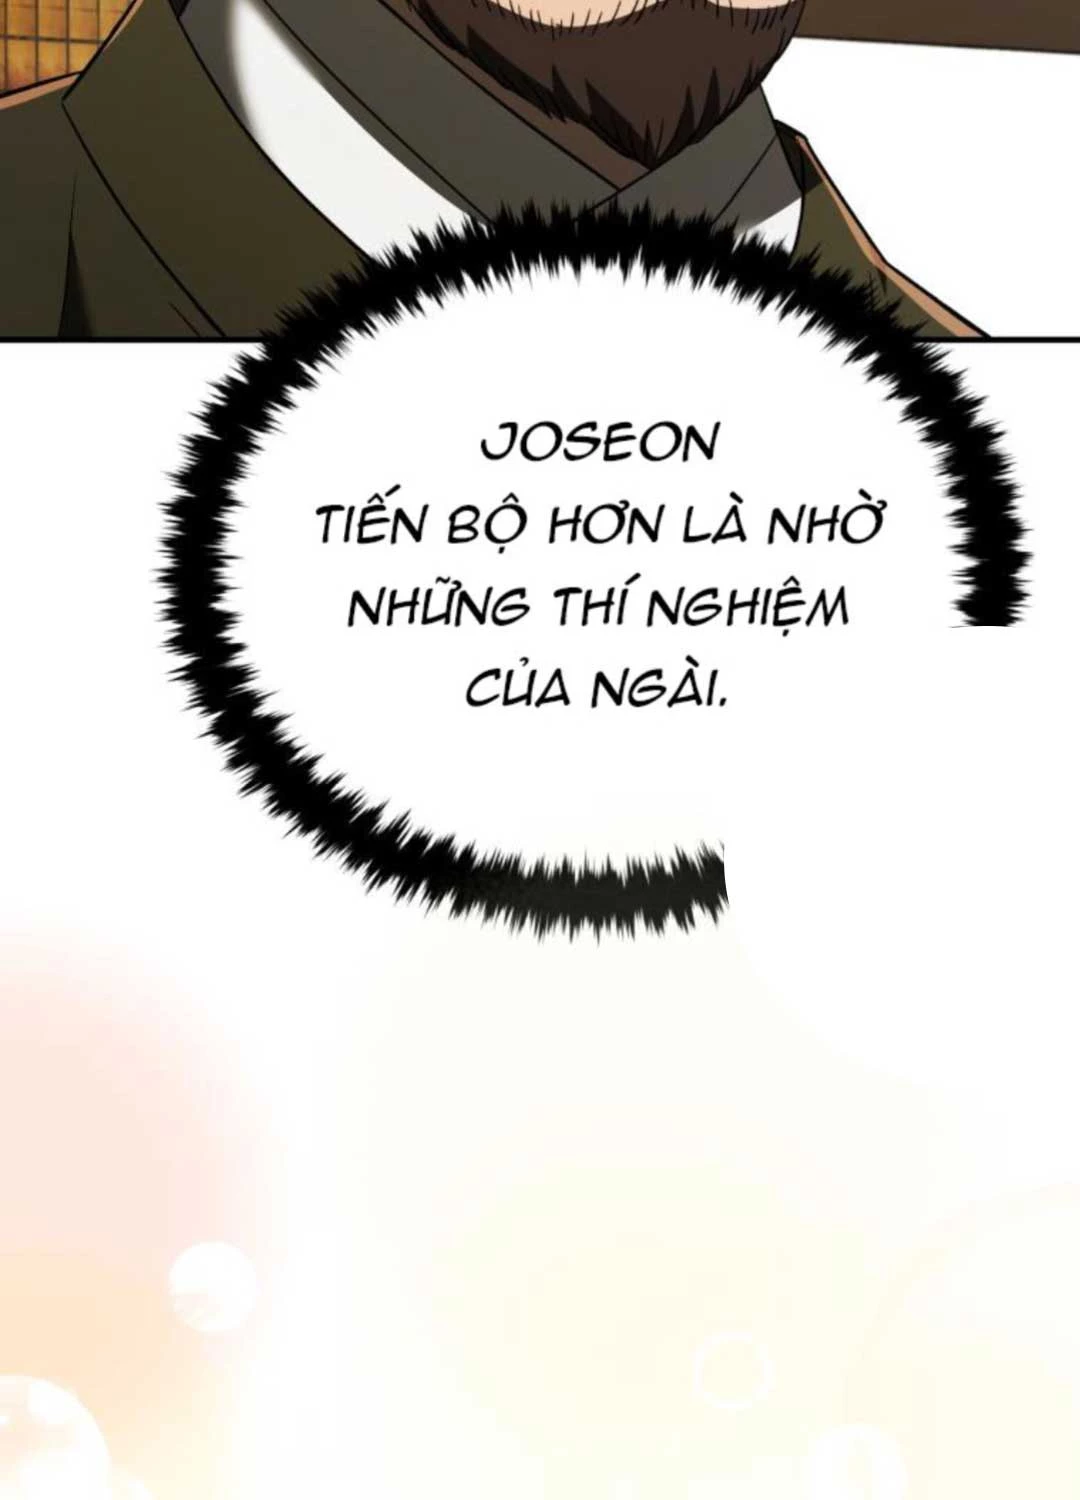 JOSEON
TIẾN BỘ HƠN LÀ NHỜ
NHỮNG THÍ NGHIỆM
CỦA NGÀI.